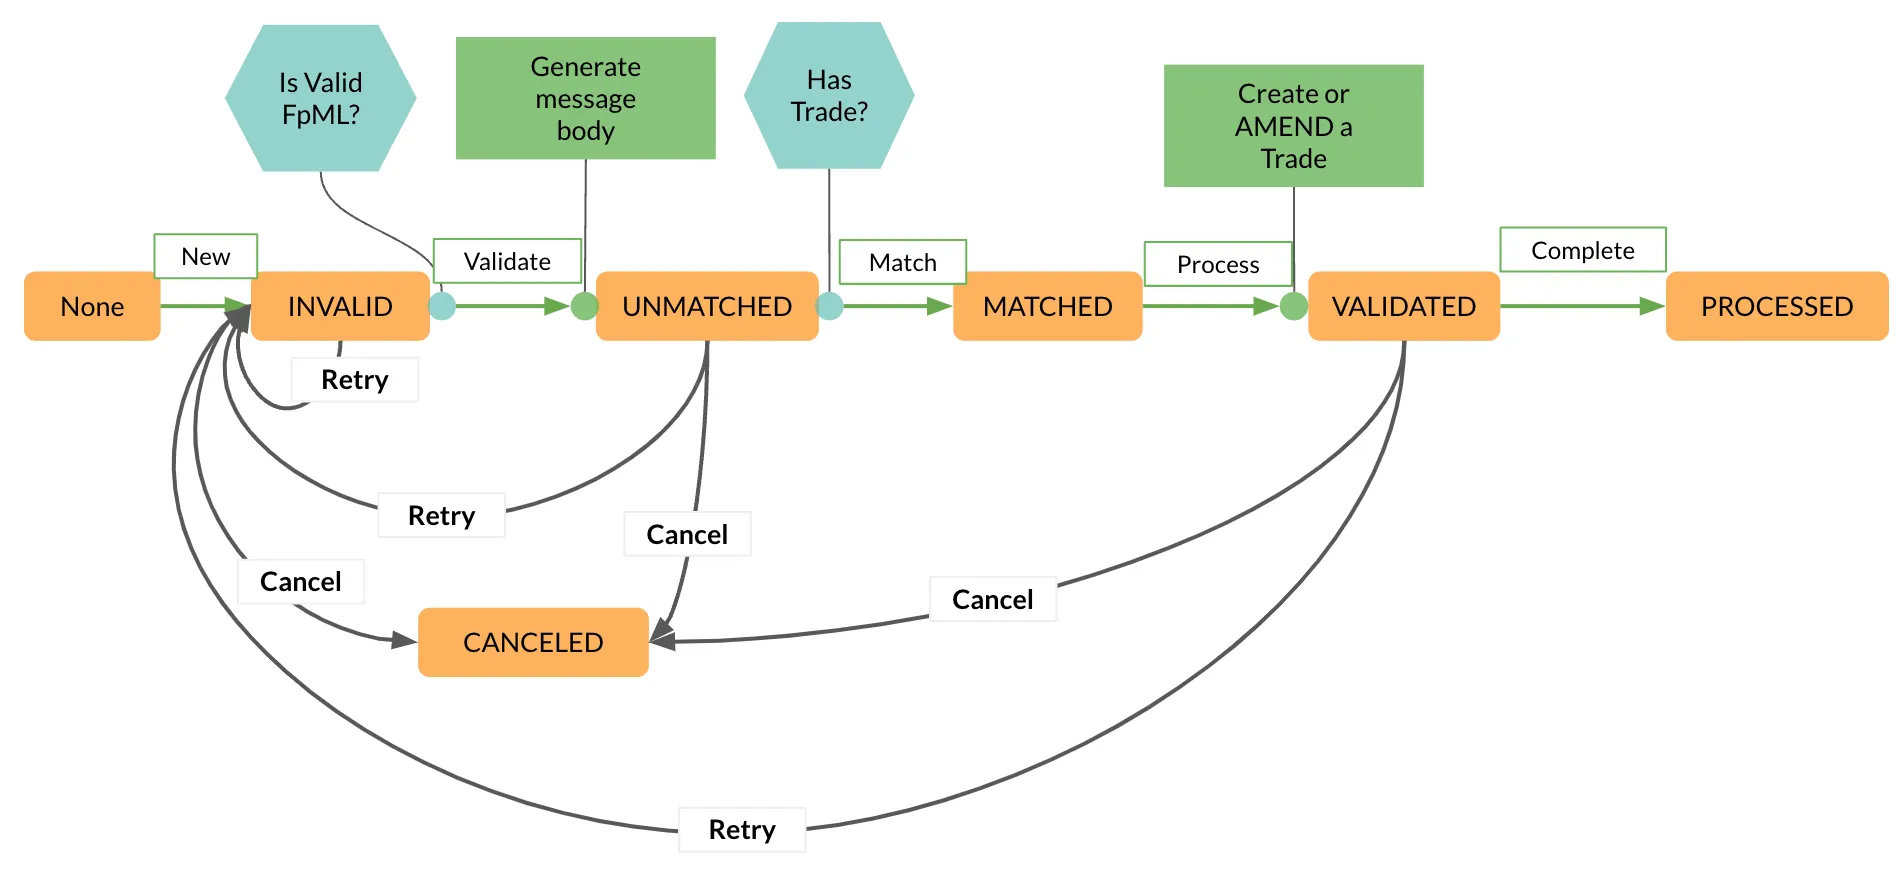 Is Valid
FpML?
Generate
message
body
Has
Trade?
Create or
AMEND a
Trade
New
Validate
Match
Process
Complete
None
INVALID
UNMATCHED
MATCHED
VALIDATED
PROCESSED
Retry
Retry
Cancel
Cancel
Cancel
CANCELED
Retry